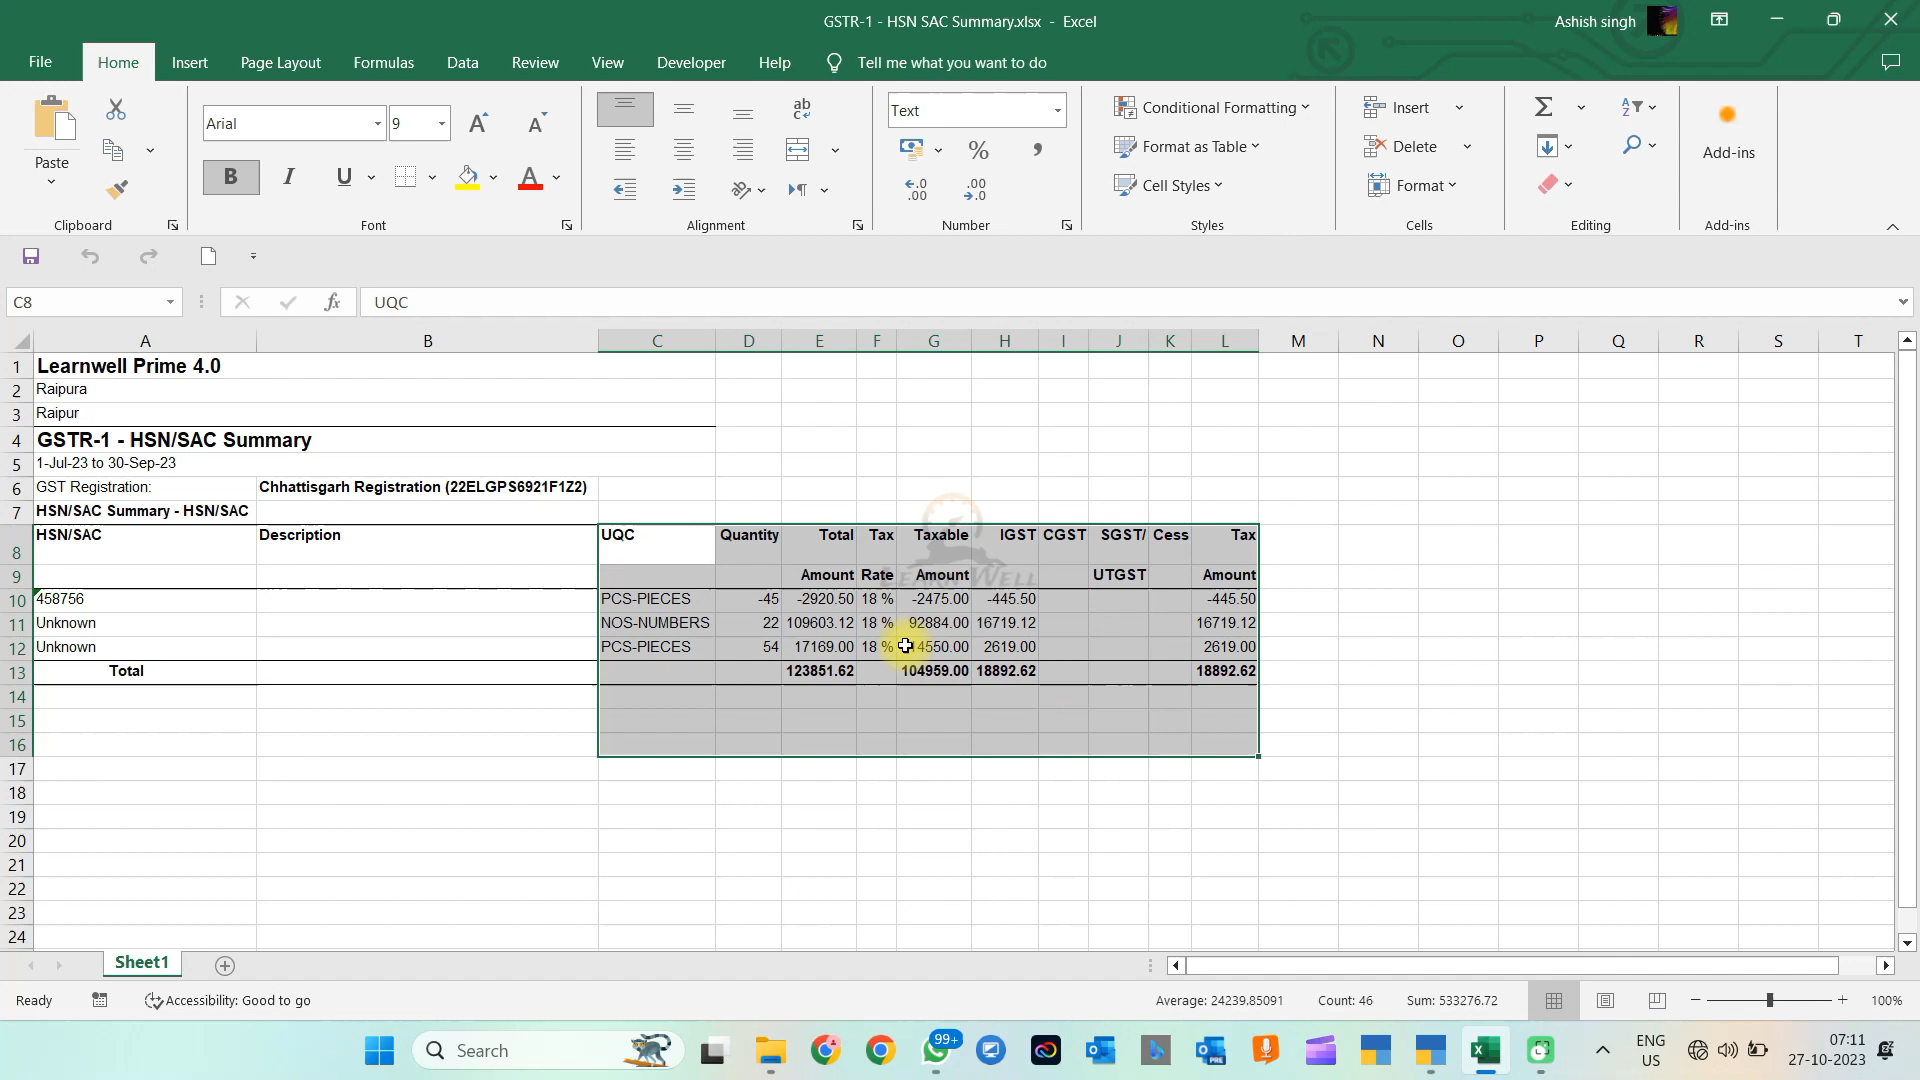 GSTR-1 - HSN SAC Summary.xlsx - Excel
Ashish singh
File Home Insert Page Layout Formulas Data Review View Developer Help Tell me what you want to do
Paste
Clipboard
Arial 9
B I U A
Font
ab
Alignment
Text
% ,
Number
Conditional Formatting
Format as Table
Cell Styles
Styles
Insert
Delete
Format
Cells
Editing
Add-ins
Add-ins
C8 fx UQC
A B C D E F G H I J K L M N O P Q R S T
1 Learnwell Prime 4.0
2 Raipura
3 Raipur
4 GSTR-1 - HSN/SAC Summary
5 1-Jul-23 to 30-Sep-23
6 GST Registration: Chhattisgarh Registration (22ELGPS6921F1Z2)
7 HSN/SAC Summary - HSN/SAC
8 HSN/SAC Description UQC Quantity Total Tax Taxable IGST CGST SGST/ Cess Tax
9 Amount Rate Amount UTGST Amount
LEARN WELL
10 458756 PCS-PIECES -45 -2920.50 18 % -2475.00 -445.50 -445.50
11 Unknown NOS-NUMBERS 22 109603.12 18 % 92884.00 16719.12 16719.12
12 Unknown PCS-PIECES 54 17169.00 18 % 14550.00 2619.00 2619.00
13 Total 123851.62 104959.00 18892.62 18892.62
14
15
16
17
18
19
20
21
22
23
24
Sheet1
Ready Accessibility: Good to go Average: 24239.85091 Count: 46 Sum: 533276.72 100%
Search 99+ PRE ENG US 07:11 27-10-2023